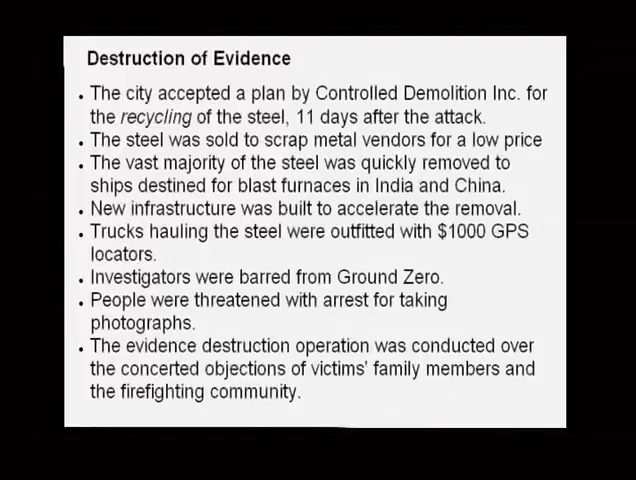 Destruction of Evidence
• The city accepted a plan by Controlled Demolition Inc. for
the recycling of the steel, 11 days after the attack.
• The steel was sold to scrap metal vendors for a low price
• The vast majority of the steel was quickly removed to
ships destined for blast furnaces in India and China.
• New infrastructure was built to accelerate the removal.
• Trucks hauling the steel were outfitted with $1000 GPS
locators.
• Investigators were barred from Ground Zero.
• People were threatened with arrest for taking
photographs.
• The evidence destruction operation was conducted over
the concerted objections of victims' family members and
the firefighting community.